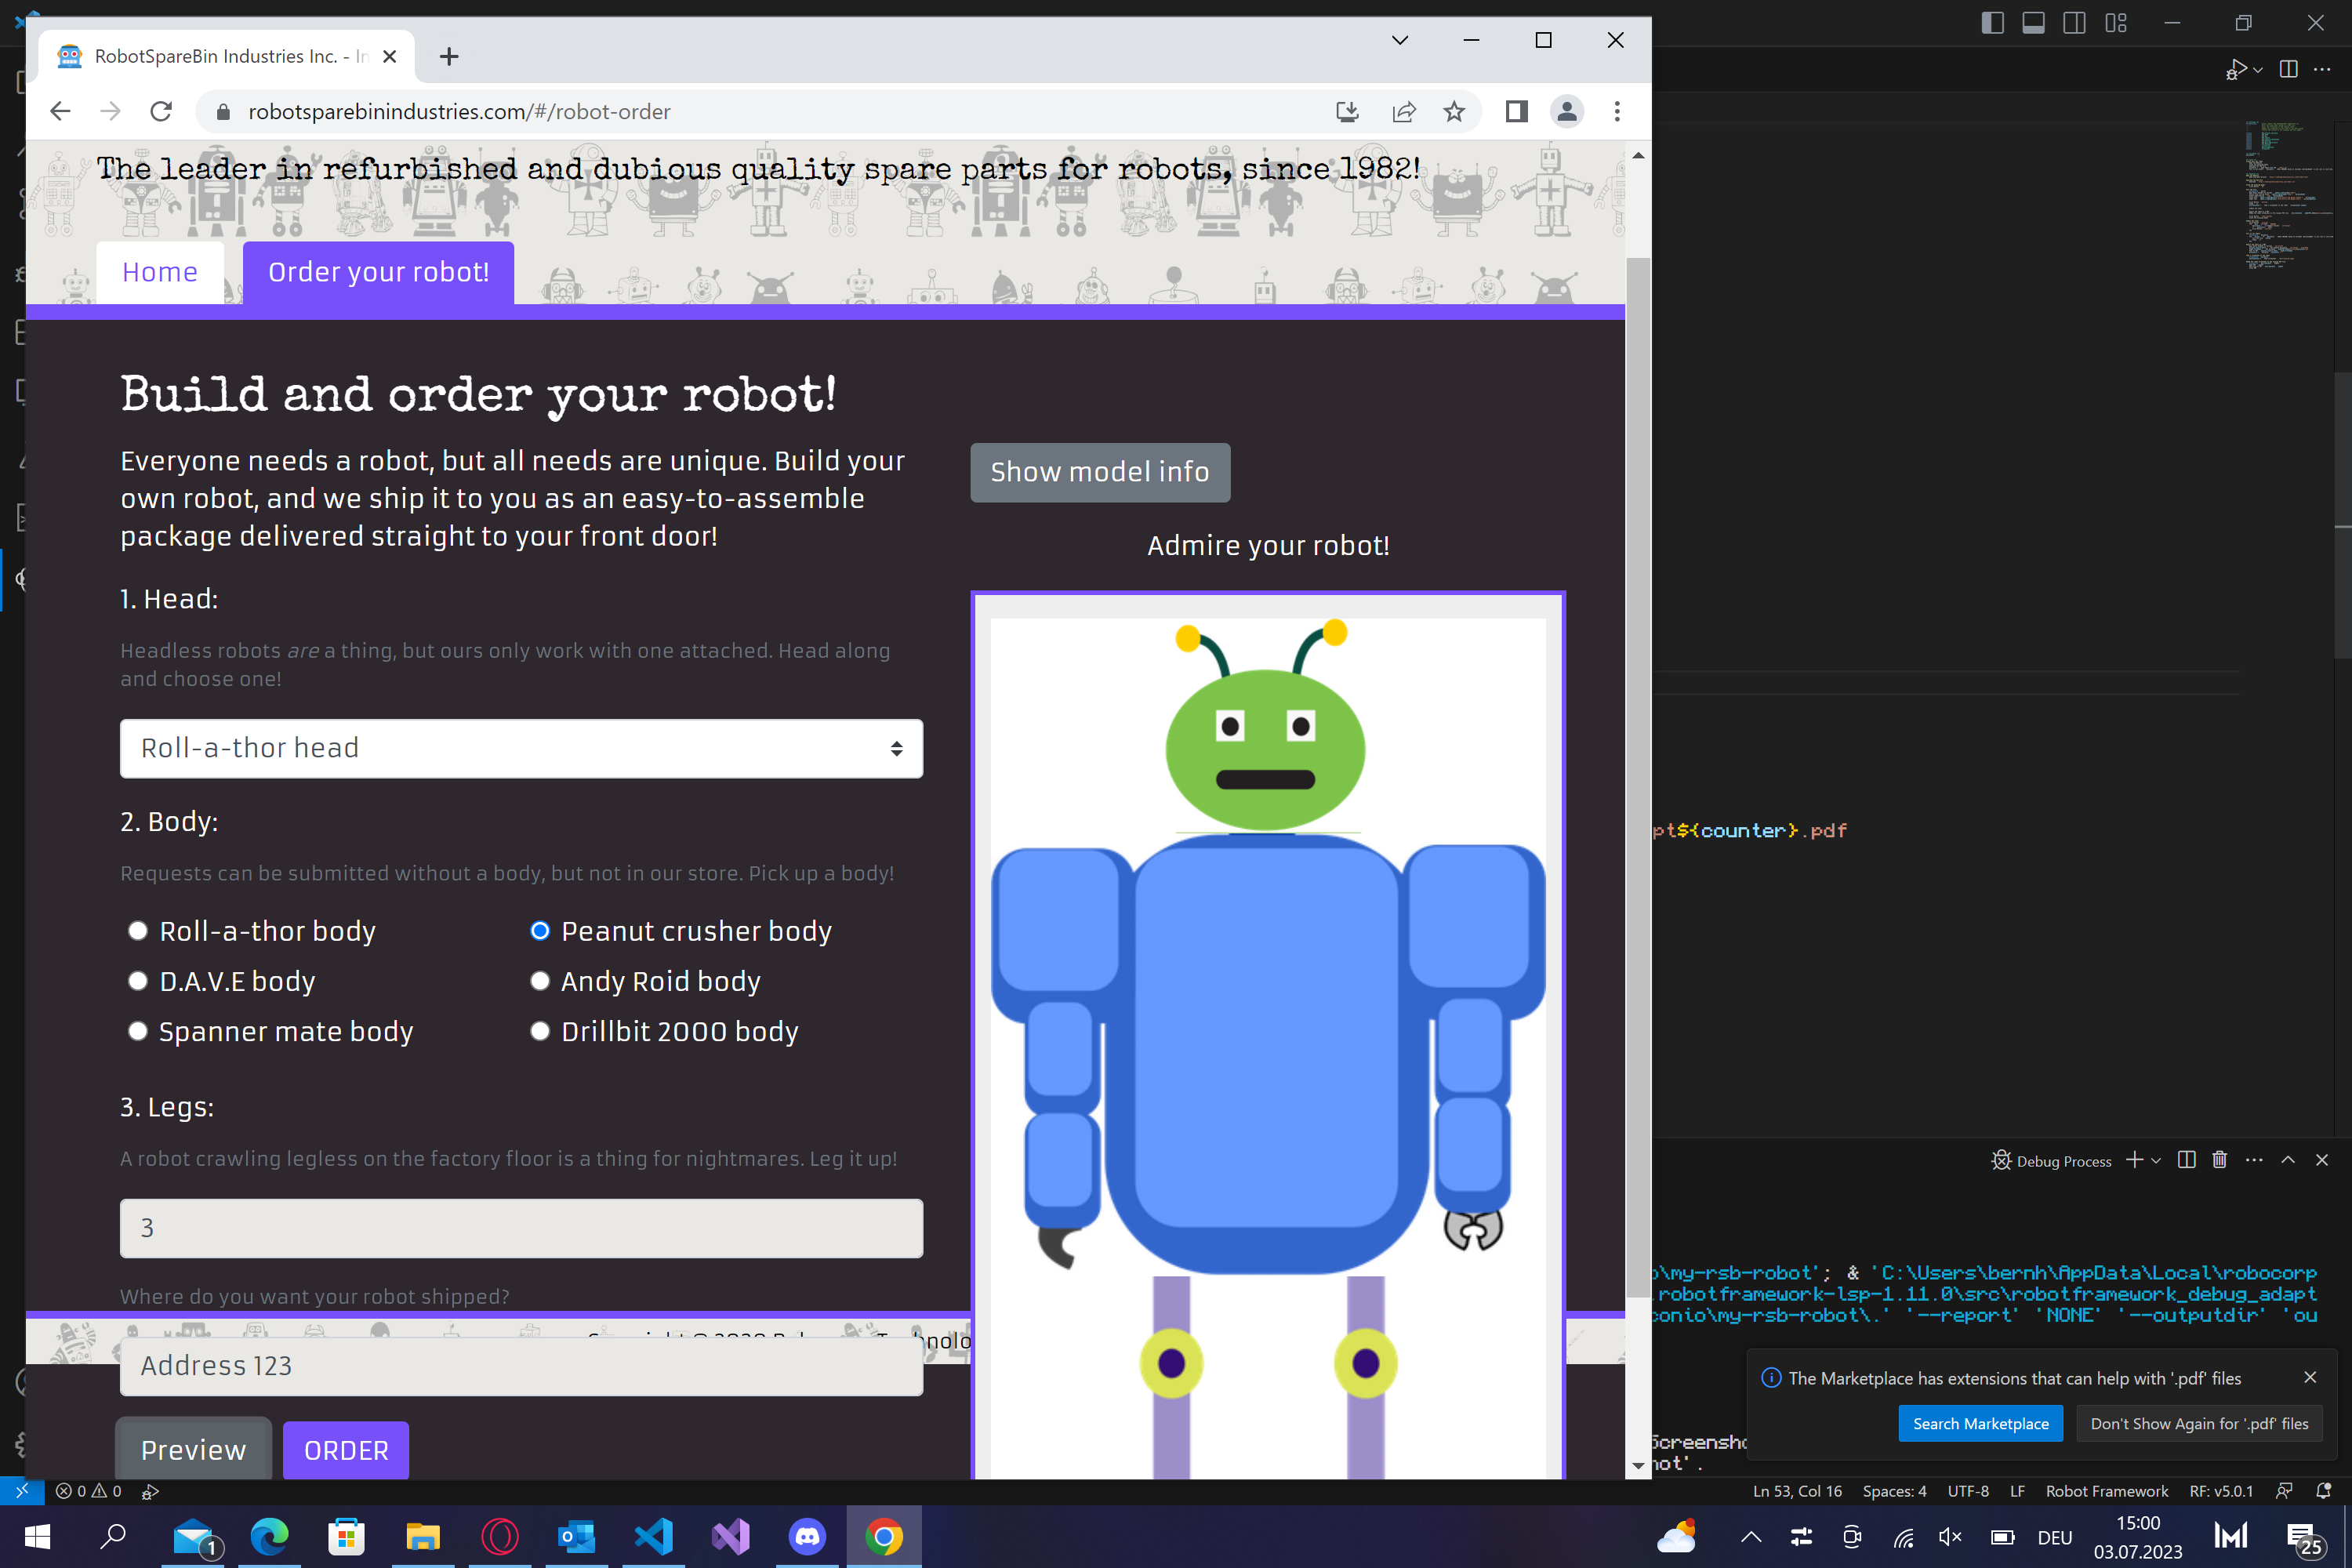 RobotSpareBin Industries Inc. - In
robotsparebinindustries.com/#/robot-order
The leader in refurbished and dubious quality spare parts for robots, since 1982!
Home
Order your robot!
Build and order your robot!
Everyone needs a robot, but all needs are unique. Build your
own robot, and we ship it to you as an easy-to-assemble
package delivered straight to your front door!
1. Head:
Headless robots are a thing, but ours only work with one attached. Head along
and choose one!
Roll-a-thor head
2. Body:
Requests can be submitted without a body, but not in our store. Pick up a body!
Roll-a-thor body
Peanut crusher body
D.A.V.E body
Andy Roid body
Spanner mate body
Drillbit 2000 body
3. Legs:
A robot crawling legless on the factory floor is a thing for nightmares. Leg it up!
3
Where do you want your robot shipped?
Address 123
Preview
ORDER
Show model info
Admire your robot!
pt${counter}.pdf
Debug Process
\my-rsb-robot'; & 'C:\Users\bernh\AppData\Local\robocorp
.robotframework-lsp-1.11.0\src\robotframework_debug_adapt
conio\my-rsb-robot\.' '--report' 'NONE' '--outputdir' 'ou
The Marketplace has extensions that can help with '.pdf' files
Search Marketplace
Don't Show Again for '.pdf' files
ot'.
0
0
Ln 53, Col 16
Spaces: 4
UTF-8
LF
Robot Framework
RF: v5.0.1
1
DEU
15:00
03.07.2023
25